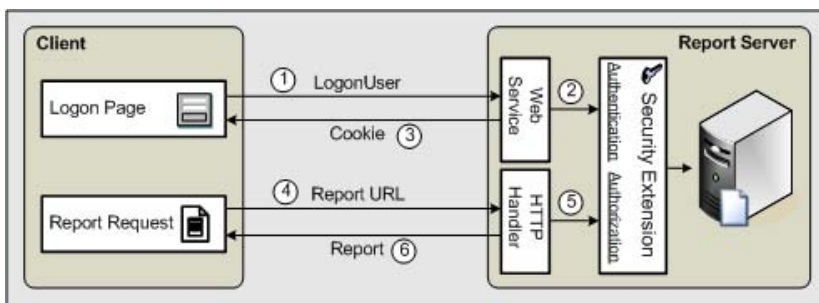 Client
Report Server
Logon Page
1 LogonUser
Web Service
2
Cookie 3
Security Extension
Authentication Authorization
Report Request
4 Report URL
HTTP Handler
5
Report 6